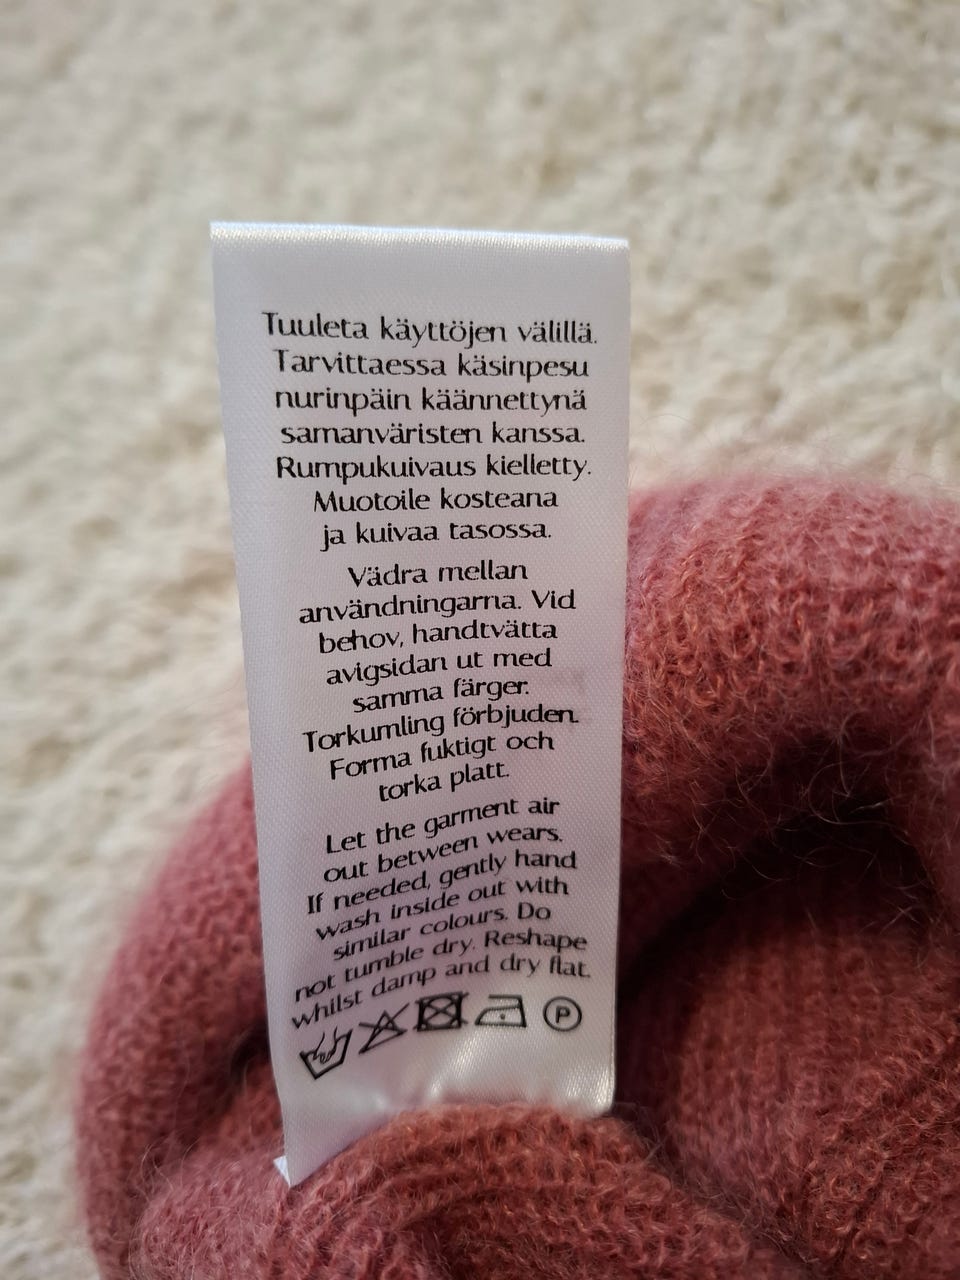 Tuuleta käyttöjen välillä.
Tarvittaessa käsinpesu
nurinpäin käännettynä
samanväristen kanssa.
Rumpukuivaus kielletty.
Muotoile kosteana
ja kuivaa tasossa.
Vädra mellan
användningarna. Vid
behov, handtvätta
avigsidan ut med
samma färger.
Torkumling förbjuden.
Forma fuktigt och
torka platt.
Let the garment air
out between wears.
If needed, gently hand
wash inside out with
similar colours. Do
not tumble dry. Reshape
whilst damp and dry flat.
P